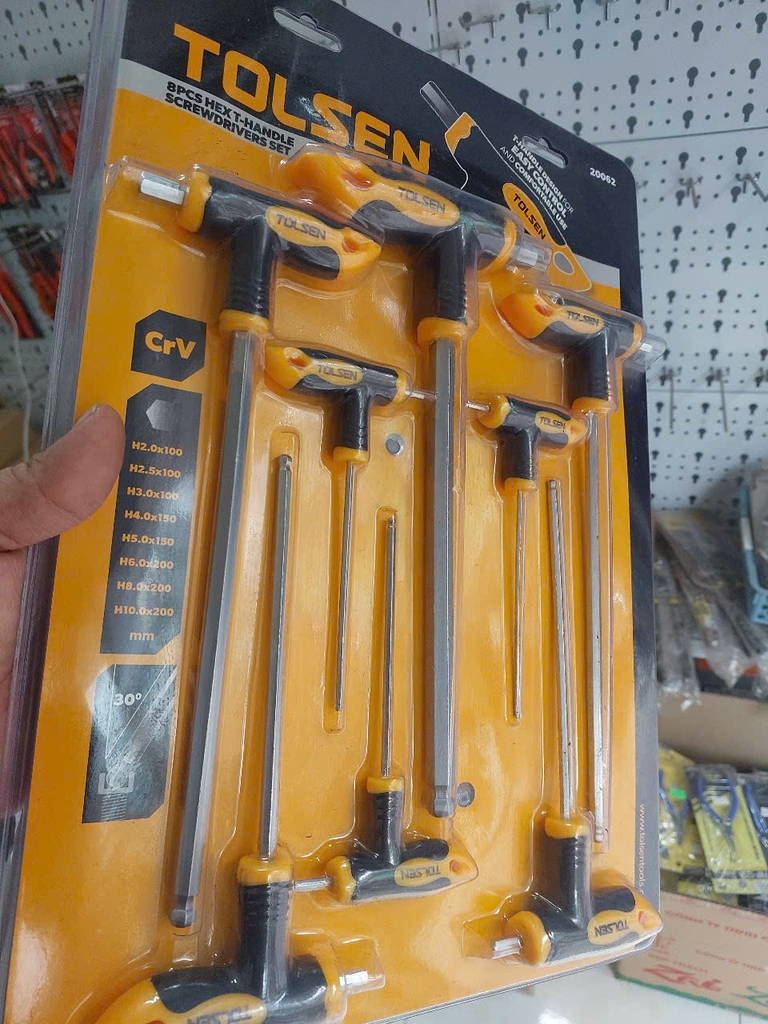 TOLSEN
8PCS HEX T-HANDLE
SCREWDRIVERS SET
T-HANDLE DESIGN FOR
EASY CONTROL
AND COMFORTABLE USE
20062
TOLSEN
TOLSEN
TOLSEN
TOLSEN
TOLSEN
TOLSEN
CrV
H2.0x100
H2.5x100
H3.0x100
H4.0x150
H5.0x150
H6.0x200
H8.0x200
H10.0x200
mm
30°
TOLSEN
TOLSEN
TOLSEN
www.tolsentools.